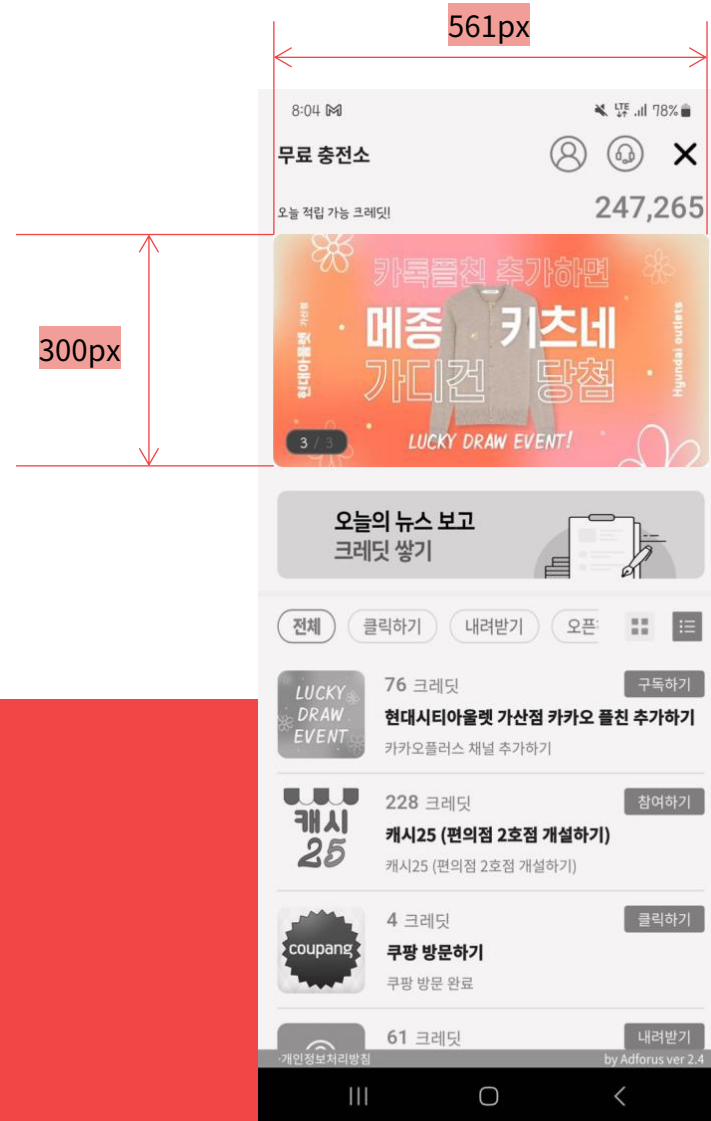 561px
8:04
LTE
78%
무료 충전소
오늘 적립 가능 크레딧!
247,265
300px
카톡플친 추가하면
메종 키츠네
가디건 당첨
현대아울렛 가산점
Hyundai outlets
3 / 3
LUCKY DRAW EVENT!
오늘의 뉴스 보고
크레딧 쌓기
전체
클릭하기
내려받기
오픈
LUCKY
DRAW
EVENT
76 크레딧
구독하기
현대시티아울렛 가산점 카카오 플친 추가하기
카카오플러스 채널 추가하기
캐시
25
228 크레딧
참여하기
캐시25 (편의점 2호점 개설하기)
캐시25 (편의점 2호점 개설하기)
coupang
4 크레딧
클릭하기
쿠팡 방문하기
쿠팡 방문 완료
61 크레딧
내려받기
·개인정보처리방침
by Adforus ver 2.4